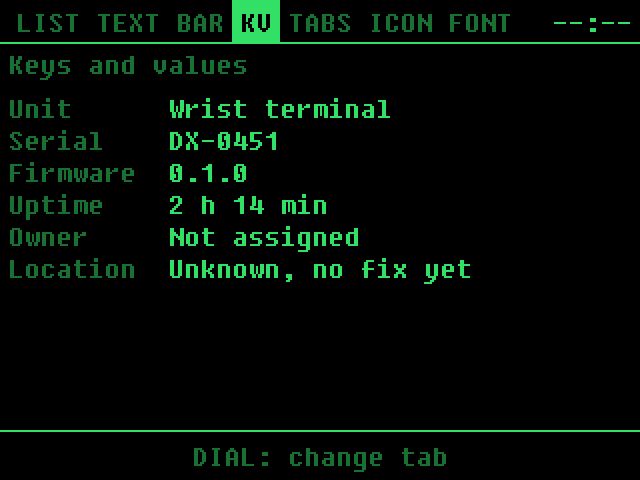 LIST TEXT BAR KV TABS ICON FONT --:--
Keys and values
Unit Wrist terminal
Serial DX-0451
Firmware 0.1.0
Uptime 2 h 14 min
Owner Not assigned
Location Unknown, no fix yet
DIAL: change tab